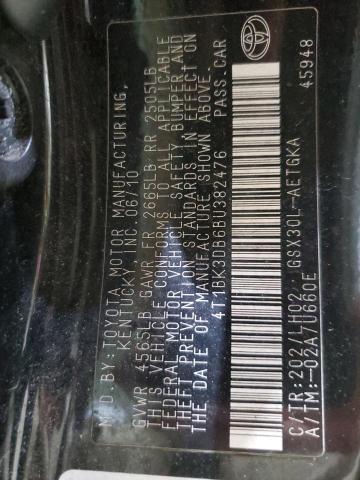 MFD. BY: TOYOTA MOTOR MANUFACTURING,
KENTUCKY, INC. 06/10
GVWR 4565LB GAWR FR 2665LB RR 2505LB
THIS VEHICLE CONFORMS TO ALL APPLICABLE
FEDERAL MOTOR VEHICLE SAFETY, BUMPER AND
THEFT PREVENTION STANDARDS IN EFFECT ON
THE DATE OF MANUFACTURE SHOWN ABOVE.
4T1BK3DB6BU382476 PASS.CAR
C/TR:202/LH02 GSX30L-AETGKA
A/TM:-02A/U660E 45948
TOYOTA